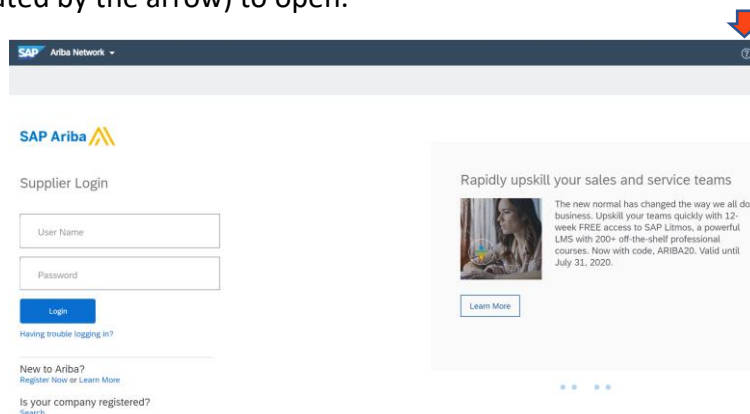 ated by the arrow) to open.
SAP Ariba Network
?
SAP Ariba
Supplier Login
User Name
Password
Login
Having trouble logging in?
New to Ariba?
Register Now or Learn More
Is your company registered?
Search
Rapidly upskill your sales and service teams
The new normal has changed the way we all do
business. Upskill your teams quickly with 12-
week FREE access to SAP Litmos, a powerful
LMS with 200+ off-the-shelf professional
courses. Now with code, ARIBA20. Valid until
July 31, 2020.
Learn More